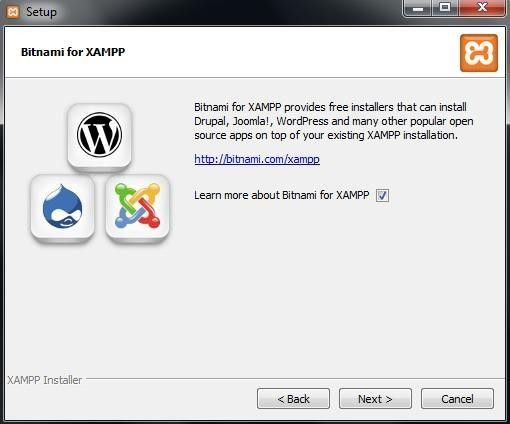 Setup
Bitnami for XAMPP
Bitnami for XAMPP provides free installers that can install
Drupal, Joomla!, WordPress and many other popular open
source apps on top of your existing XAMPP installation.
http://bitnami.com/xampp
Learn more about Bitnami for XAMPP
XAMPP Installer
< Back
Next >
Cancel